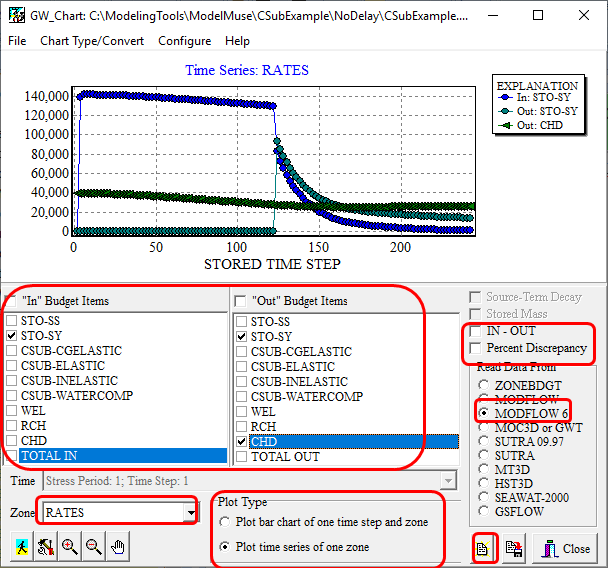 GW_Chart: C:\ModelingTools\ModelMuse\CSubExample\NoDelay\CSubExample....
File Chart Type/Convert Configure Help
Time Series: RATES
140,000
120,000
100,000
80,000
60,000
40,000
20,000
0
0 50 100 150 200
STORED TIME STEP
EXPLANATION
In: STO-SY
Out: STO-SY
Out: CHD
"In" Budget Items
STO-SS
STO-SY
CSUB-CGELASTIC
CSUB-ELASTIC
CSUB-INELASTIC
CSUB-WATERCOMP
WEL
RCH
CHD
TOTAL IN
"Out" Budget Items
STO-SS
STO-SY
CSUB-CGELASTIC
CSUB-ELASTIC
CSUB-INELASTIC
CSUB-WATERCOMP
WEL
RCH
CHD
TOTAL OUT
Source-Term Decay
Stored Mass
IN - OUT
Percent Discrepancy
Read Data From
ZONEBDGT
MODFLOW
MODFLOW 6
MOC3D or GWT
SUTRA 09.97
SUTRA
MT3D
HST3D
SEAWAT-2000
GSFLOW
Time Stress Period: 1; Time Step: 1
Zone RATES
Plot Type
Plot bar chart of one time step and zone
Plot time series of one zone
Close